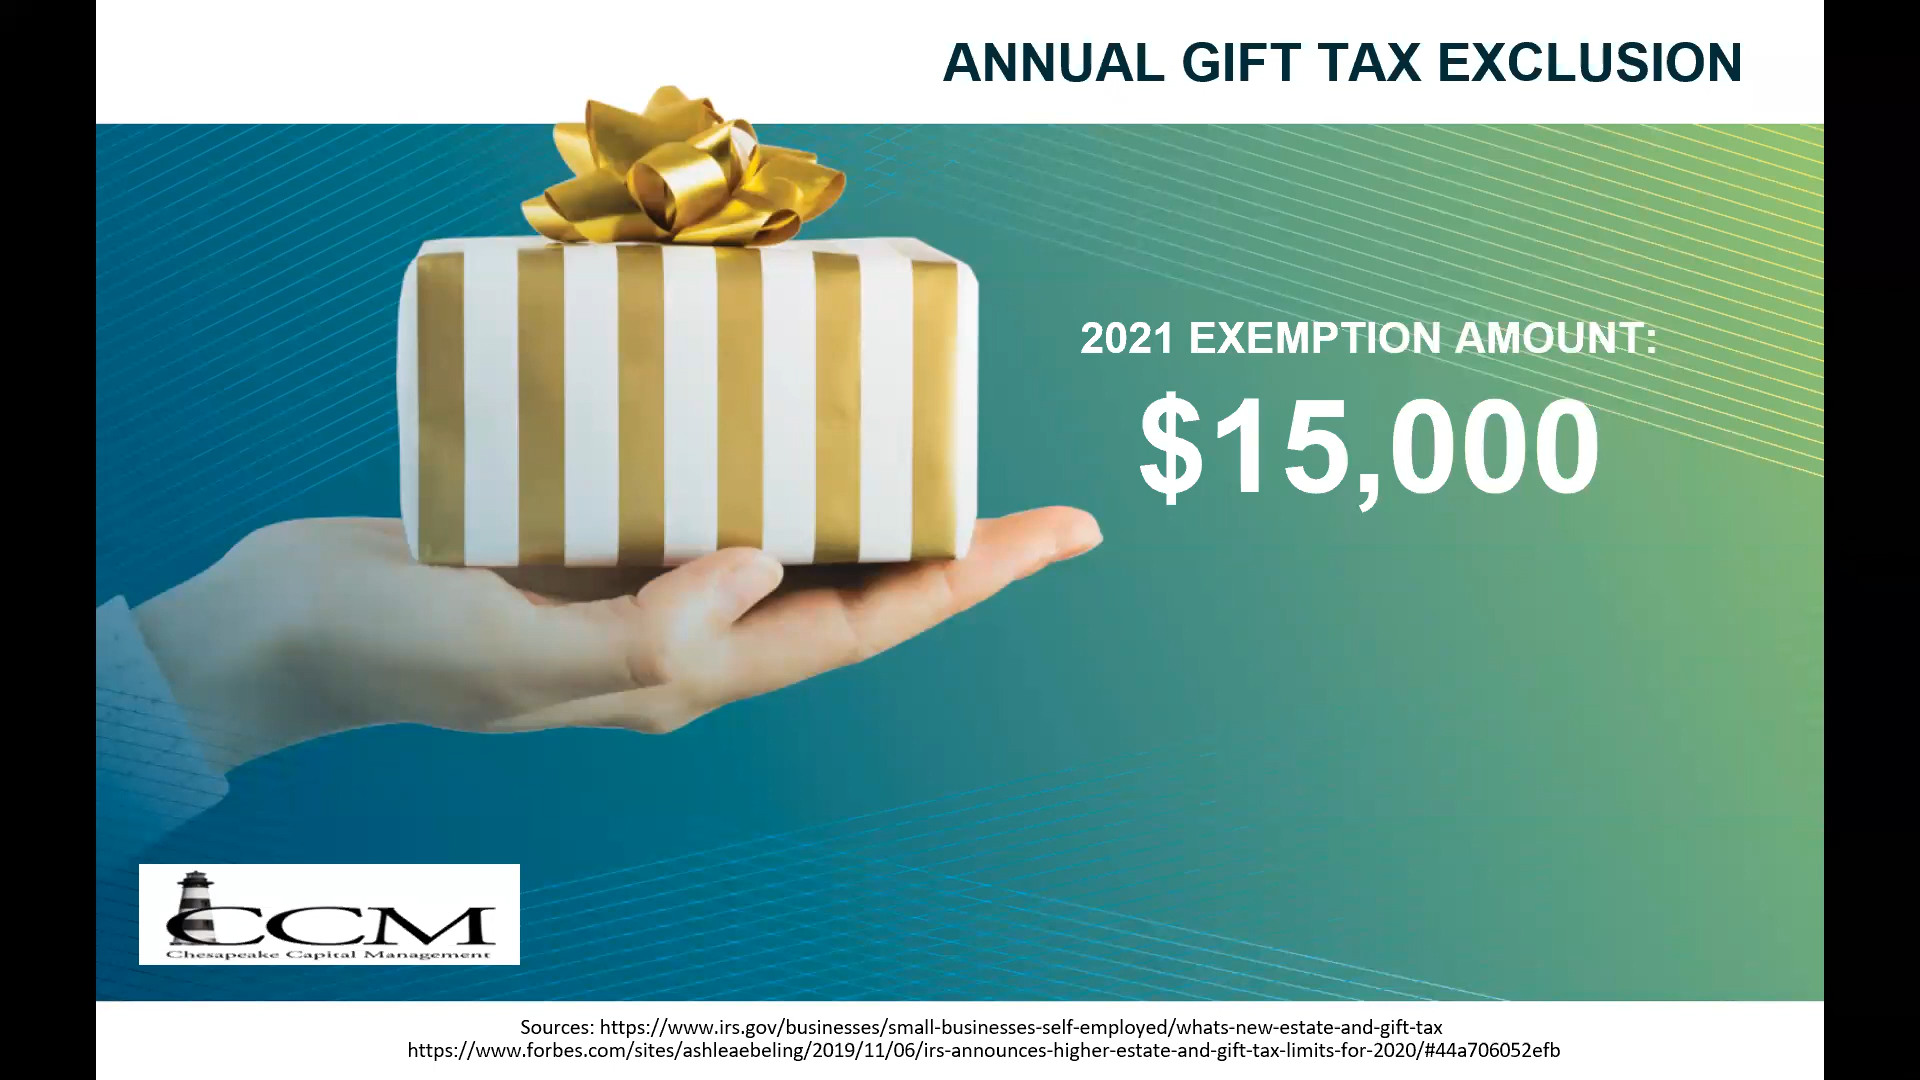 ANNUAL GIFT TAX EXCLUSION
2021 EXEMPTION AMOUNT:
$15,000
CCM
Chesapeake Capital Management
Sources: https://www.irs.gov/businesses/small-businesses-self-employed/whats-new-estate-and-gift-tax
https://www.forbes.com/sites/ashleaebeling/2019/11/06/irs-announces-higher-estate-and-gift-tax-limits-for-2020/#44a706052efb